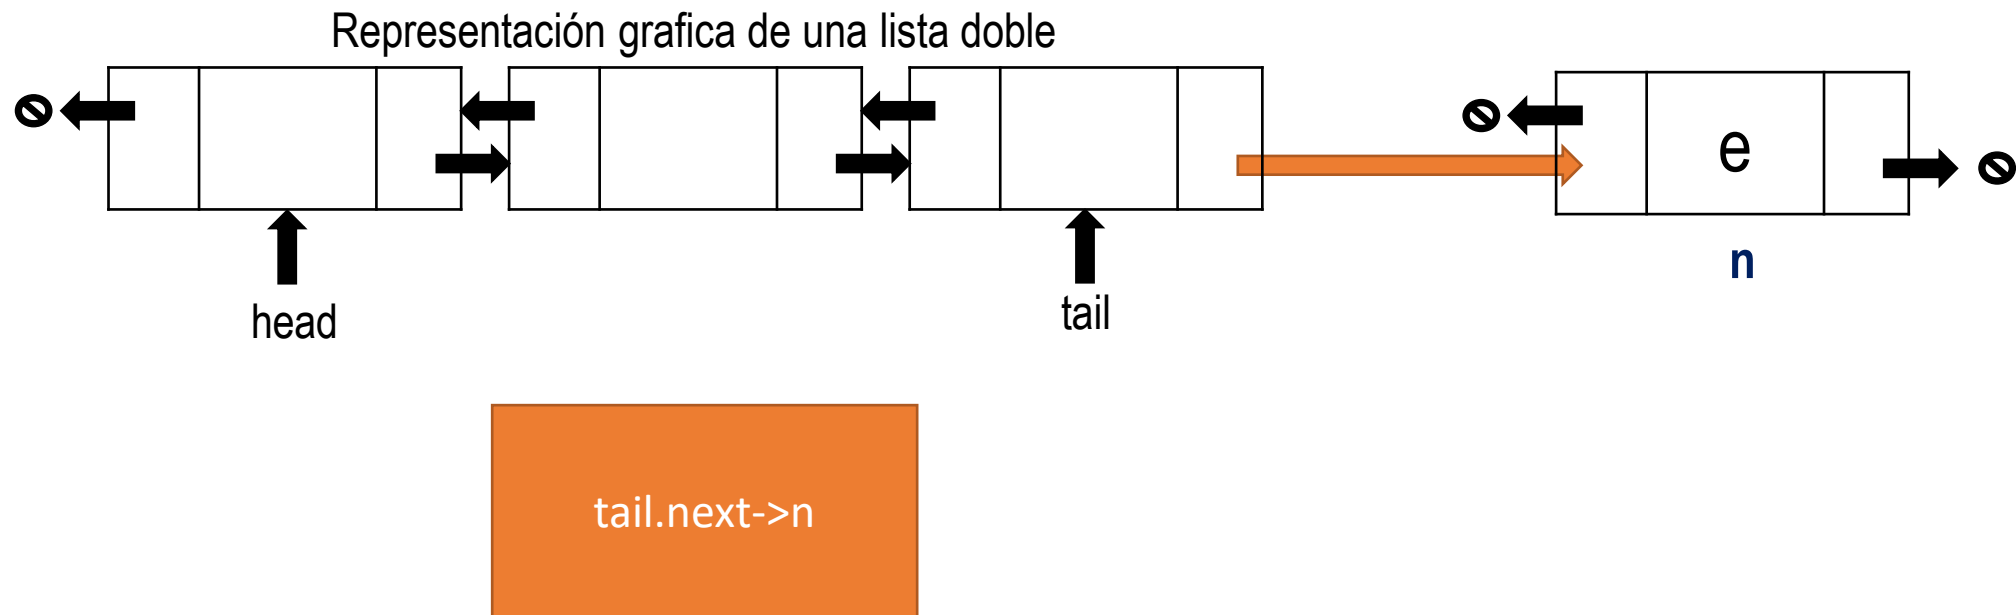 Representación grafica de una lista doble
e
n
head
tail
tail.next->n